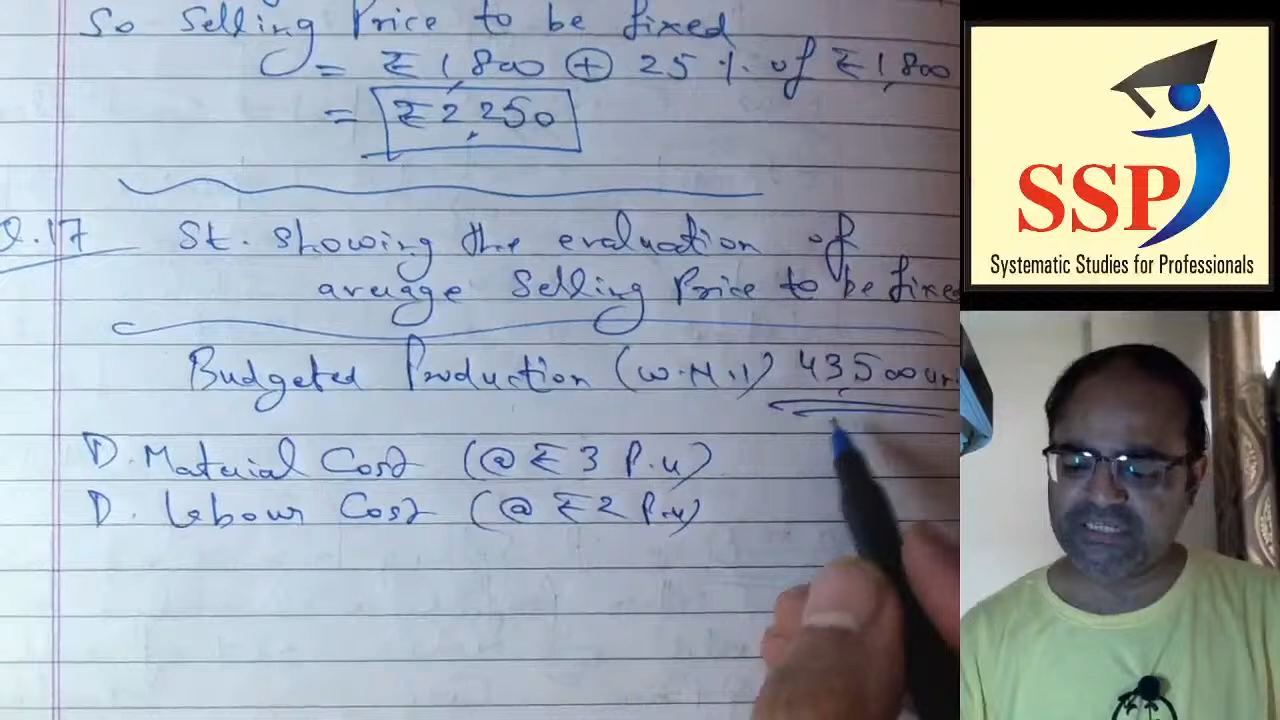 So Selling Price to be fixed
= ₹ 1,800 ⊕ 25 % of ₹ 1,800
= ₹ 2,250
Q.17 St. Showing the evaluation of
average Selling Price to be fixed
Budgeted Production (W.N.1) 43,500 un
D. Material Cost (@ ₹ 3 P.u)
D. Labour Cost (@ ₹ 2 P.u)
SSP
Systematic Studies for Professionals